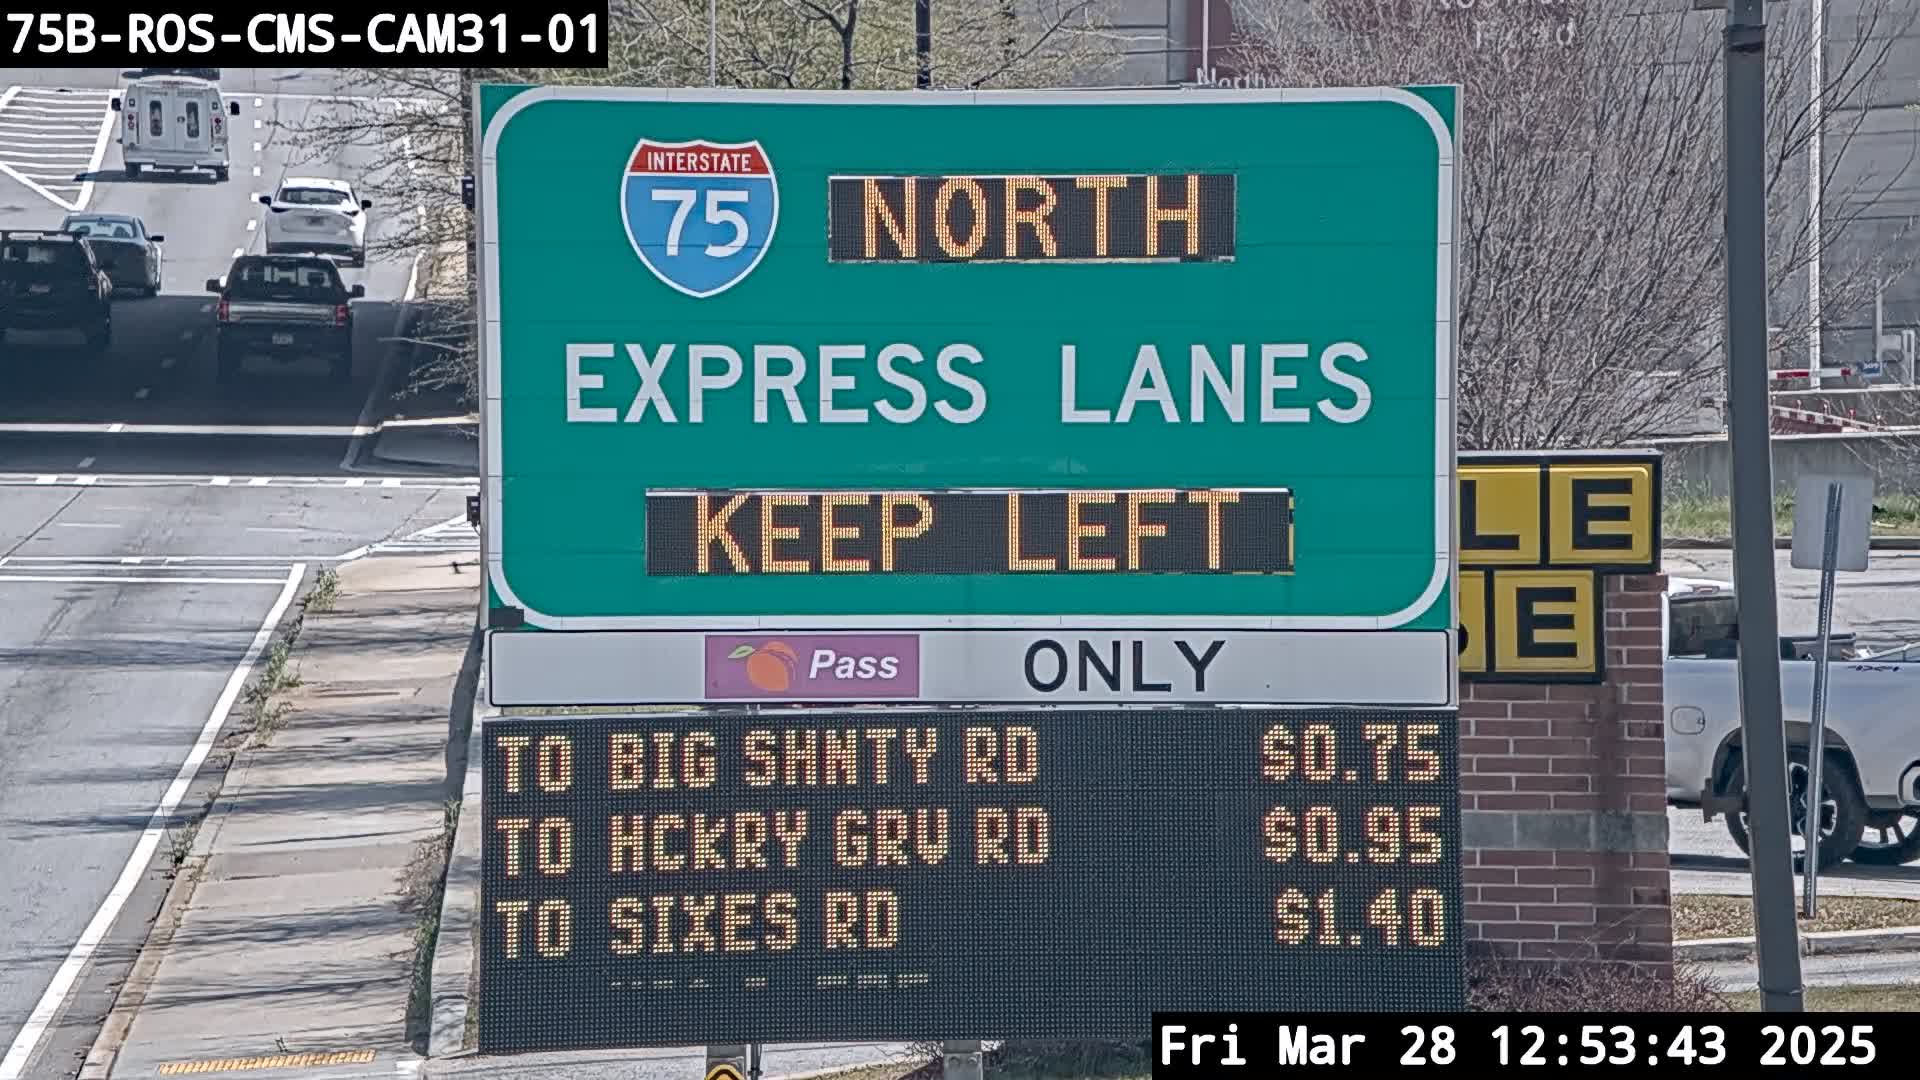 75B-ROS-CMS-CAM31-01
North
INTERSTATE
75
NORTH
EXPRESS LANES
KEEP LEFT
LE
E
Pass ONLY
TO BIG SHNTY RD $0.75
TO HCKRY GRV RD $0.95
TO SIXES RD $1.40
Fri Mar 28 12:53:43 2025